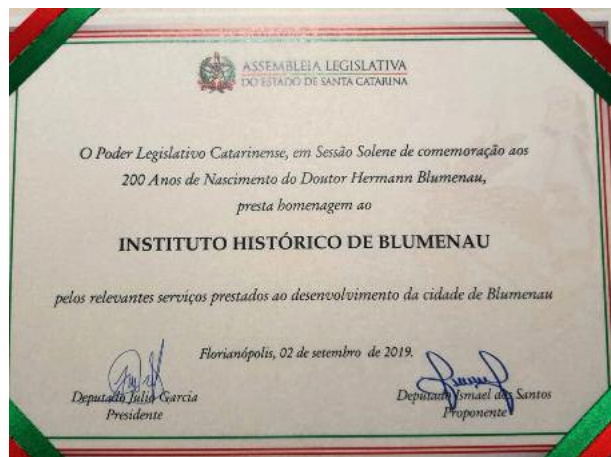 ASSEMBLEIA LEGISLATIVA
DO ESTADO DE SANTA CATARINA
O Poder Legislativo Catarinense, em Sessão Solene de comemoração aos
200 Anos de Nascimento do Doutor Hermann Blumenau,
presta homenagem ao
INSTITUTO HISTÓRICO DE BLUMENAU
pelos relevantes serviços prestados ao desenvolvimento da cidade de Blumenau
Florianópolis, 02 de setembro de 2019.
Deputado Julio Garcia
Presidente
Deputado Ismael dos Santos
Proponente